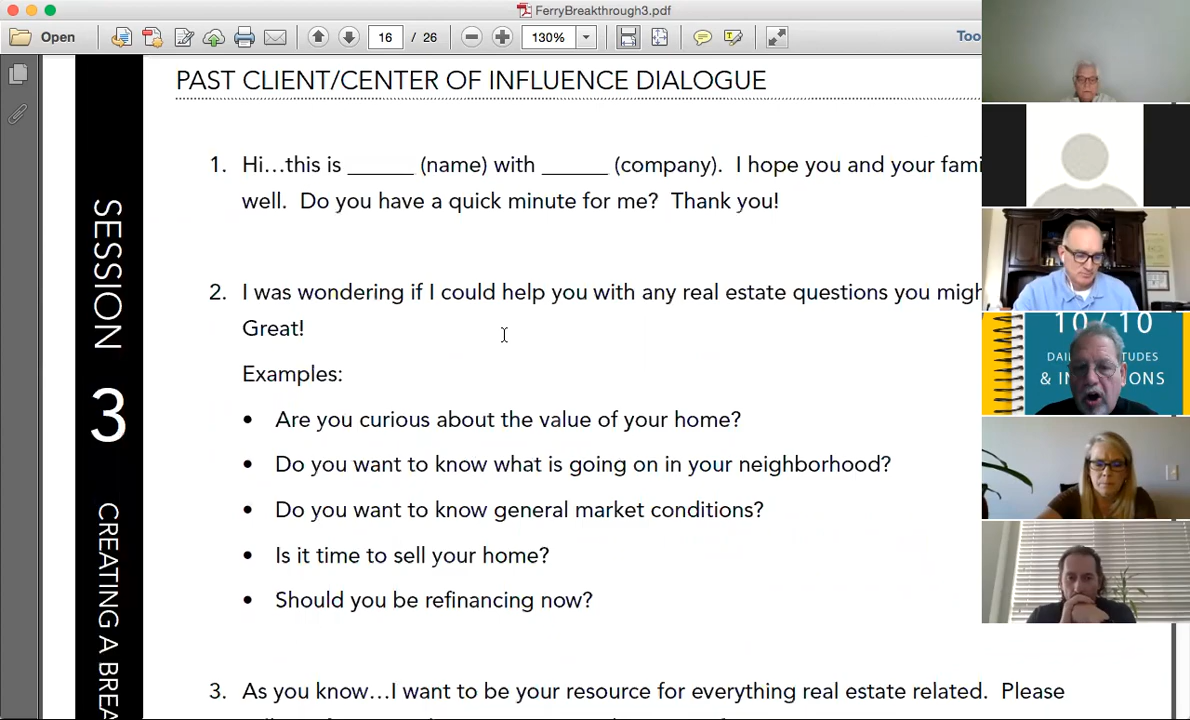 FerryBreakthrough3.pdf
Open
16 / 26
130%
Too
PAST CLIENT/CENTER OF INFLUENCE DIALOGUE
1. Hi…this is ______ (name) with ______ (company). I hope you and your fami
well. Do you have a quick minute for me? Thank you!
2. I was wondering if I could help you with any real estate questions you migh
Great!
Examples:
• Are you curious about the value of your home?
• Do you want to know what is going on in your neighborhood?
• Do you want to know general market conditions?
• Is it time to sell your home?
• Should you be refinancing now?
3. As you know…I want to be your resource for everything real estate related. Please
SESSION
3
CREATING A BREA
10/10